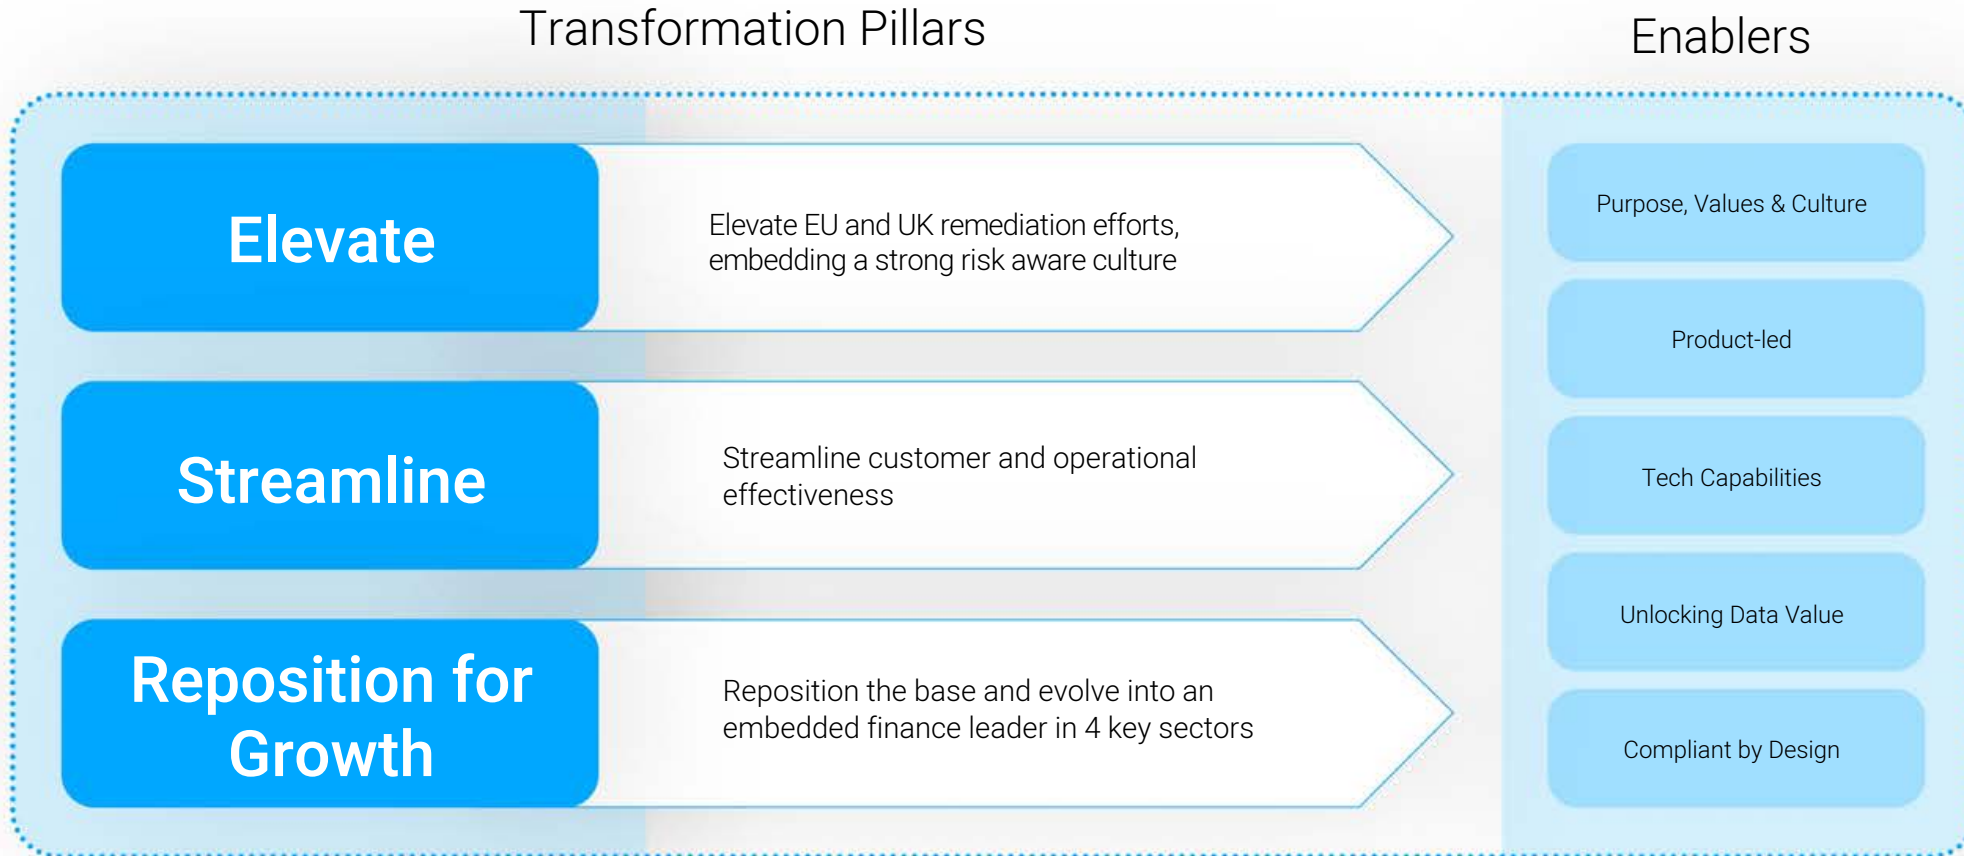 Transformation Pillars
Enablers
Elevate
Elevate EU and UK remediation efforts,
embedding a strong risk aware culture
Streamline
Streamline customer and operational
effectiveness
Reposition for
Growth
Reposition the base and evolve into an
embedded finance leader in 4 key sectors
Purpose, Values & Culture
Product-led
Tech Capabilities
Unlocking Data Value
Compliant by Design